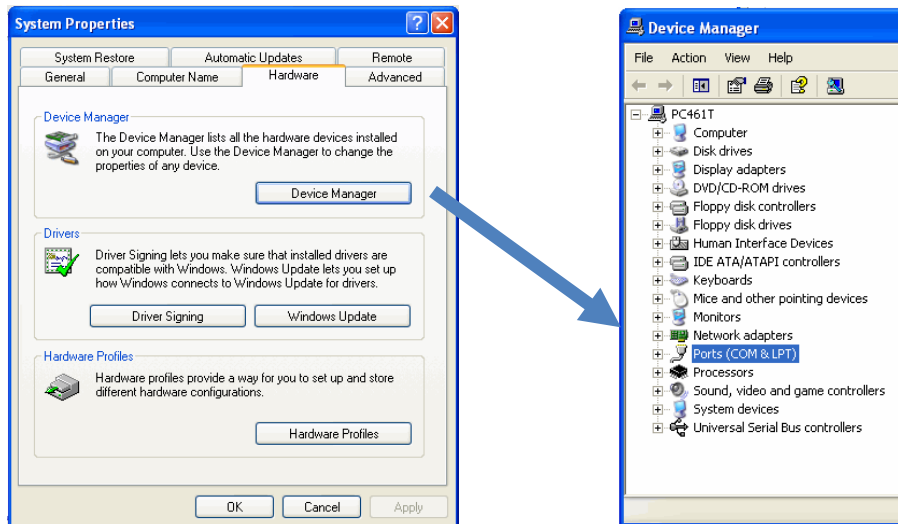 System Properties
System Restore Automatic Updates Remote
General Computer Name Hardware Advanced
Device Manager
The Device Manager lists all the hardware devices installed
on your computer. Use the Device Manager to change the
properties of any device.
Device Manager
Drivers
Driver Signing lets you make sure that installed drivers are
compatible with Windows. Windows Update lets you set up
how Windows connects to Windows Update for drivers.
Driver Signing Windows Update
Hardware Profiles
Hardware profiles provide a way for you to set up and store
different hardware configurations.
Hardware Profiles
OK Cancel Apply
Device Manager
File Action View Help
PC461T
Computer
Disk drives
Display adapters
DVD/CD-ROM drives
Floppy disk controllers
Floppy disk drives
Human Interface Devices
IDE ATA/ATAPI controllers
Keyboards
Mice and other pointing devices
Monitors
Network adapters
Ports (COM & LPT)
Processors
Sound, video and game controllers
System devices
Universal Serial Bus controllers